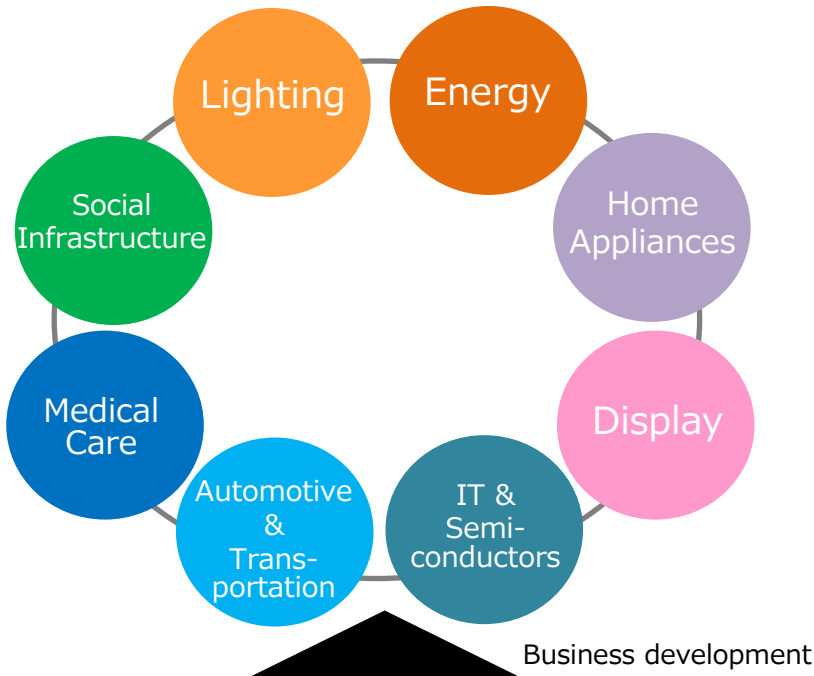 Lighting
Energy
Social
Infrastructure
Home
Appliances
Medical
Care
Display
Automotive
&
Trans-
portation
IT &
Semi-
conductors
Business development